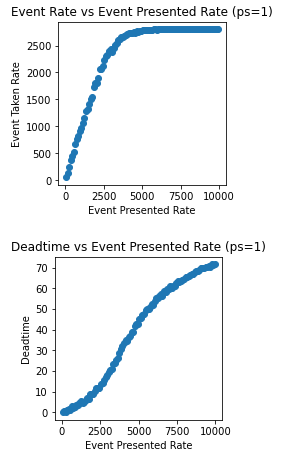 Event Rate vs Event Presented Rate (ps=1)
2500
2000
1500
1000
500
0
Event Taken Rate
0 2500 5000 7500 10000
Event Presented Rate
Deadtime vs Event Presented Rate (ps=1)
70
60
50
40
30
20
10
0
Deadtime
0 2500 5000 7500 10000
Event Presented Rate